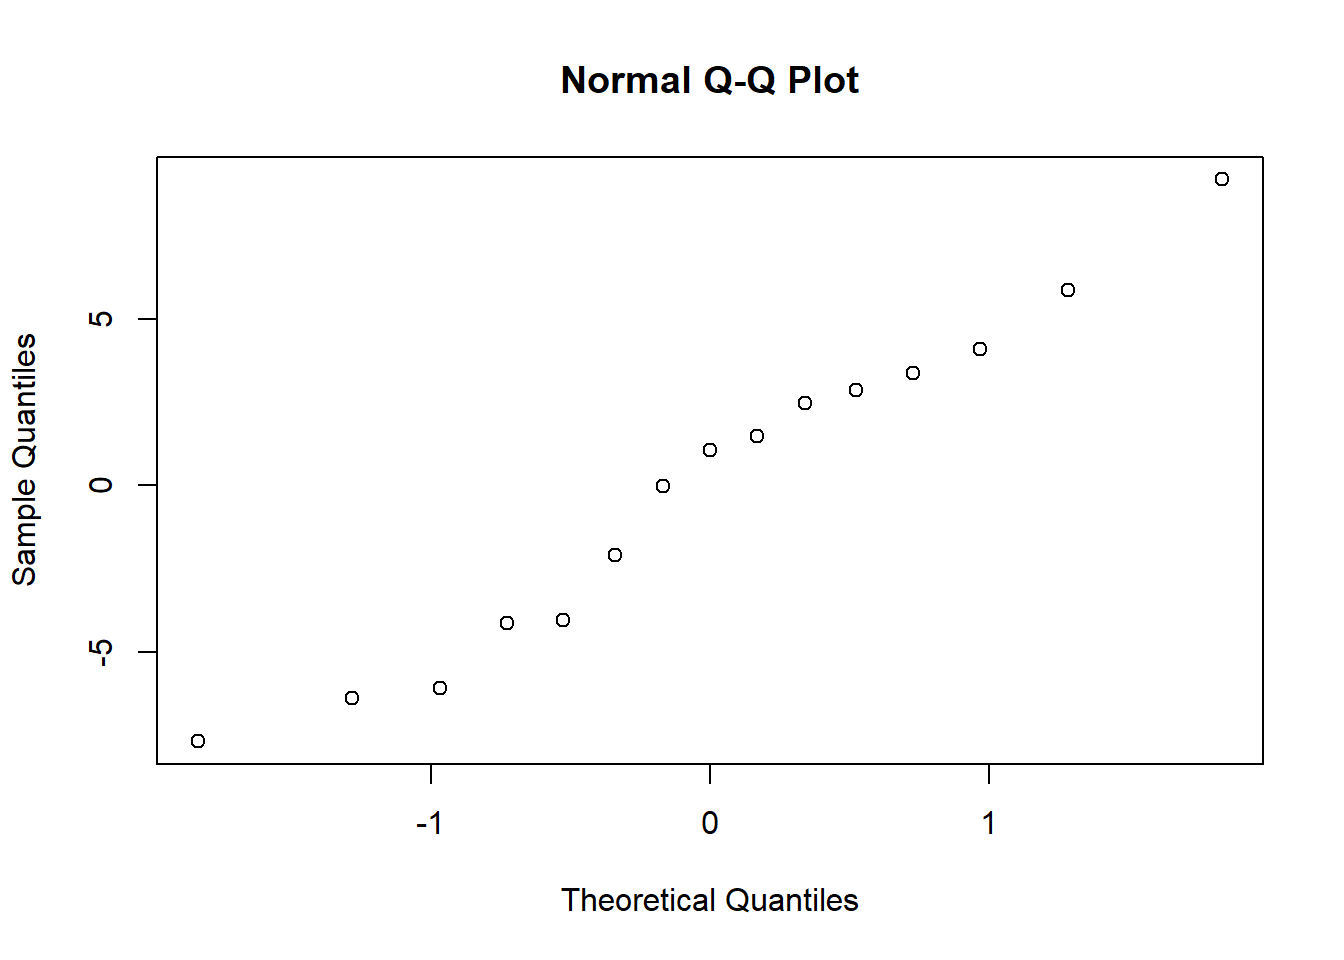 Normal Q-Q Plot
Sample Quantiles
5
0
-5
-1 0 1
Theoretical Quantiles